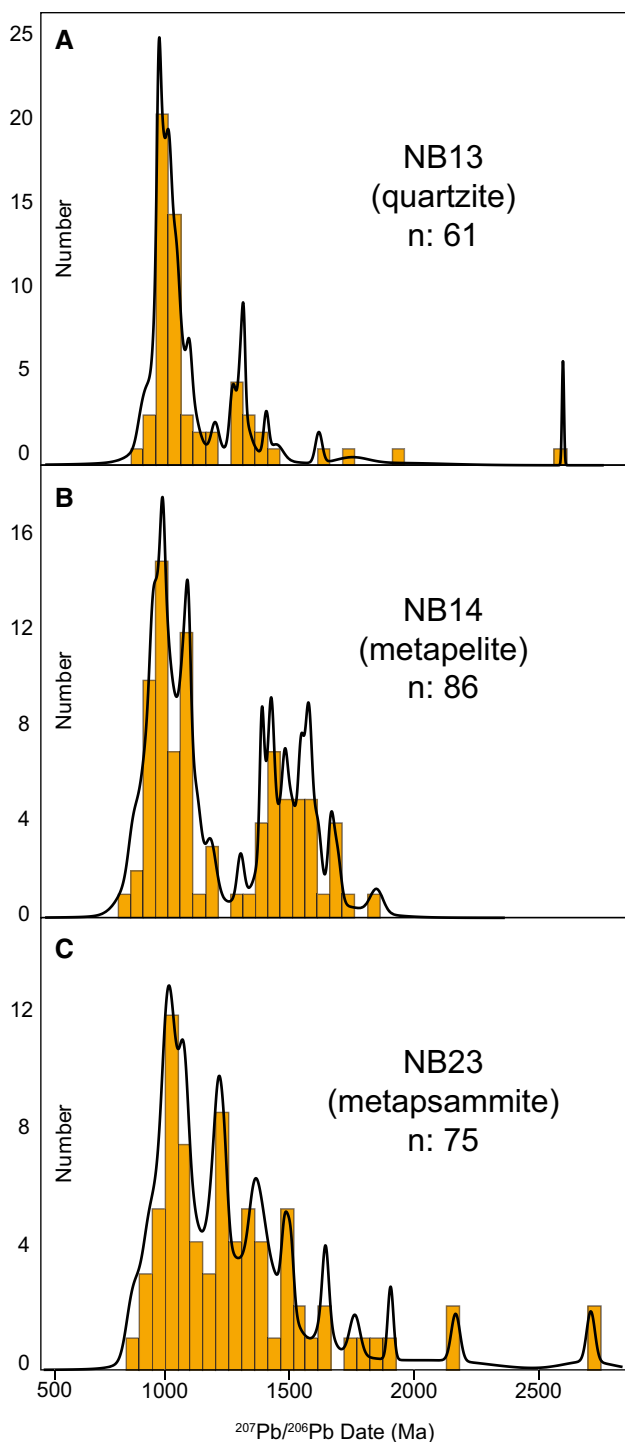 A
25
20
15
10
5
0
Number
NB13
(quartzite)
n: 61
B
16
12
8
4
0
Number
NB14
(metapelite)
n: 86
C
12
8
4
0
Number
NB23
(metapsammite)
n: 75
500 1000 1500 2000 2500
²⁰⁷Pb/²⁰⁶Pb Date (Ma)